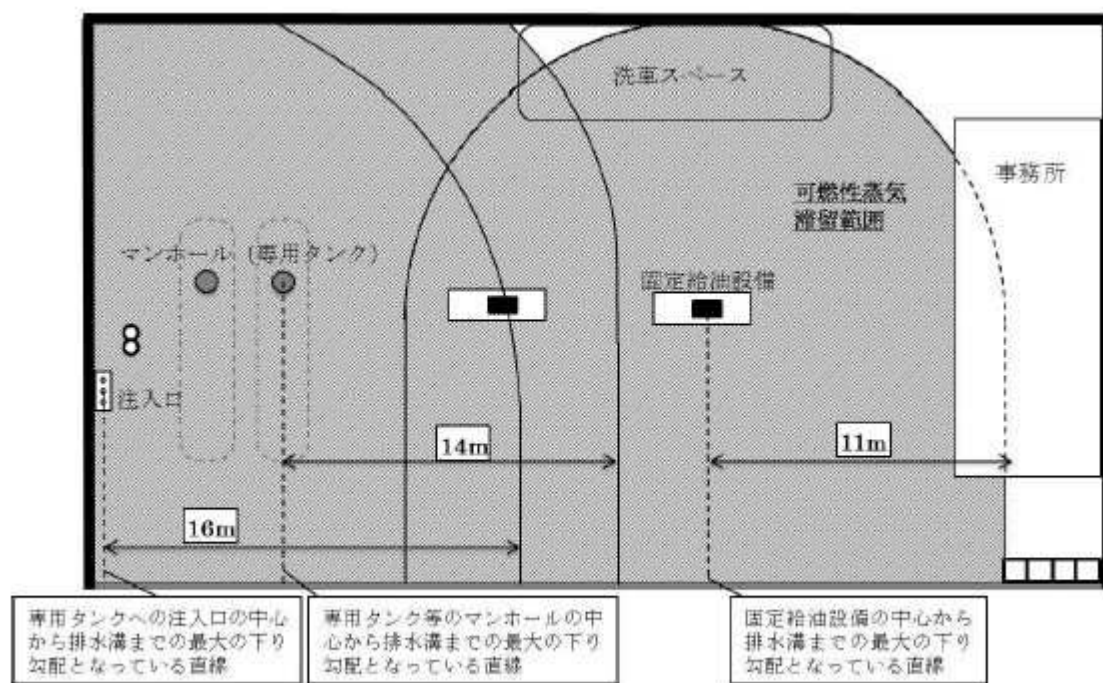 洗車スペース
事務所
可燃性蒸気
滞留範囲
マンホール（専用タンク）
固定給油設備
注入口
14m
11m
16m
専用タンクへの注入口の中心
から排水溝までの最大の下り
勾配となっている直線
専用タンク等のマンホールの中
心から排水溝までの最大の下り
勾配となっている直線
固定給油設備の中心から
排水溝までの最大の下り
勾配となっている直線